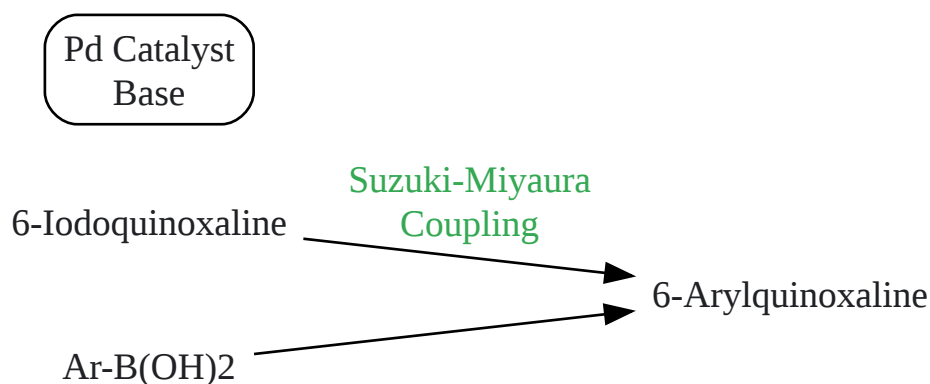 Pd Catalyst
Base
Suzuki-Miyaura
Coupling
6-Iodoquinoxaline
6-Arylquinoxaline
Ar-B(OH)2